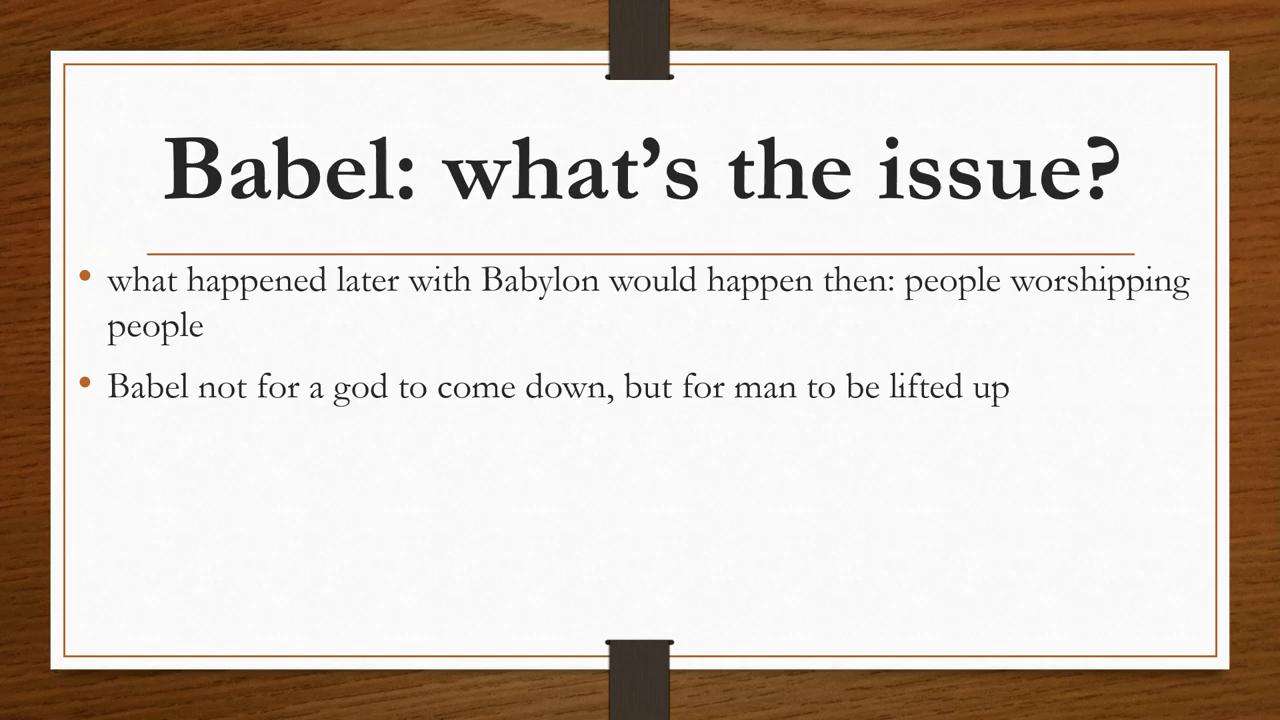 Babel: what’s the issue?
• what happened later with Babylon would happen then: people worshipping
people
• Babel not for a god to come down, but for man to be lifted up